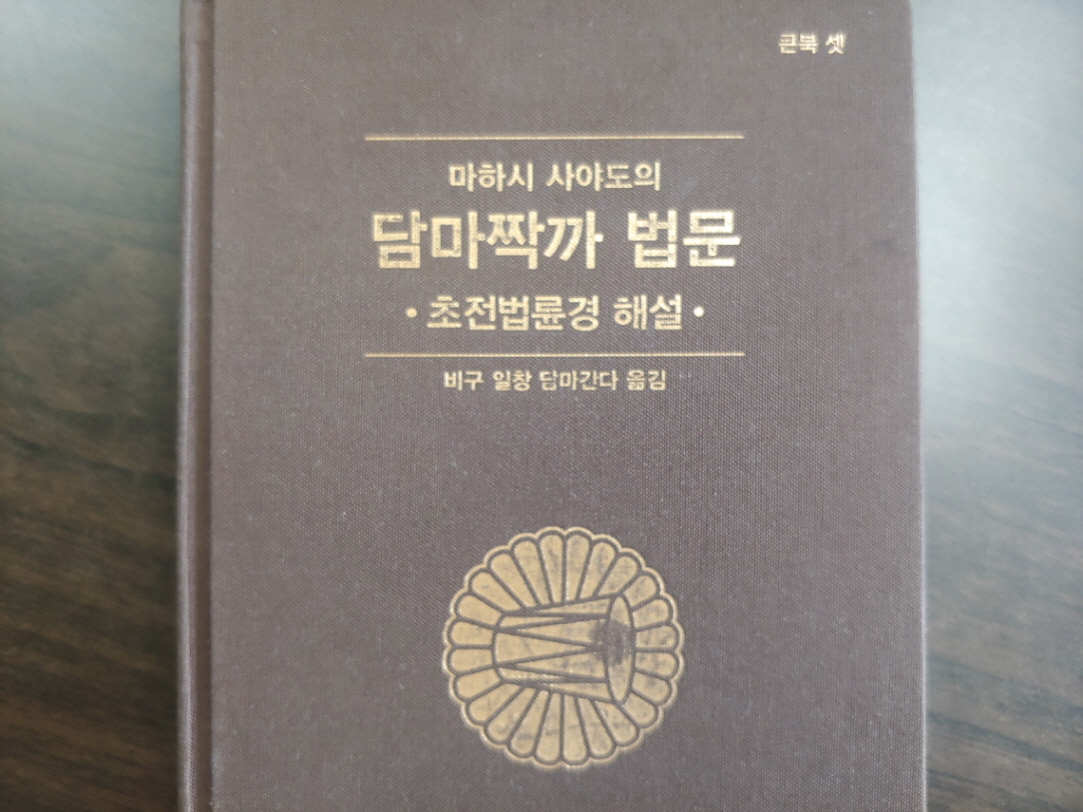 큰북 셋
마하시 사야도의
담마짝까 법문
• 초전법륜경 해설 •
비구 일창 담마간다 옮김